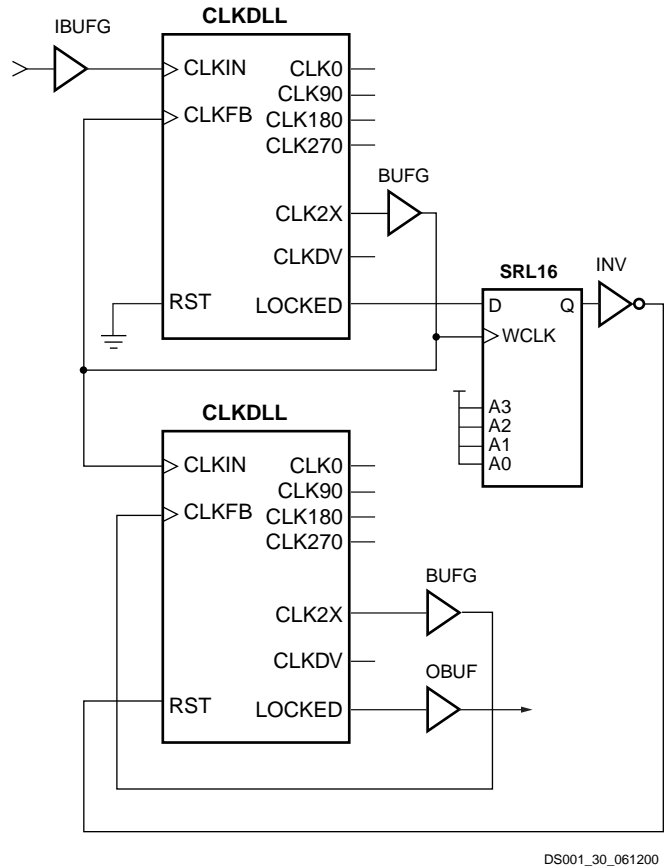 CLKDLL
IBUFG
CLKIN
CLKFB
RST
CLK0
CLK90
CLK180
CLK270
CLK2X
CLKDV
LOCKED
BUFG
SRL16
D
Q
WCLK
A3
A2
A1
A0
INV
CLKDLL
CLKIN
CLKFB
RST
CLK0
CLK90
CLK180
CLK270
CLK2X
CLKDV
LOCKED
BUFG
OBUF
DS001_30_061200